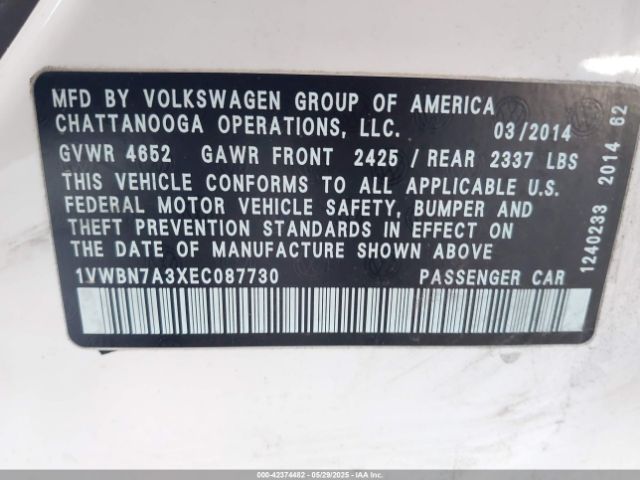 MFD BY VOLKSWAGEN GROUP OF AMERICA
CHATTANOOGA OPERATIONS, LLC. 03/2014
GVWR 4652 GAWR FRONT 2425 / REAR 2337 LBS
THIS VEHICLE CONFORMS TO ALL APPLICABLE U.S.
FEDERAL MOTOR VEHICLE SAFETY, BUMPER AND
THEFT PREVENTION STANDARDS IN EFFECT ON
THE DATE OF MANUFACTURE SHOWN ABOVE
1VWBN7A3XEC087730 PASSENGER CAR
1240233 2014 62
000-42374482 - 05/29/2025 - IAAI.COM